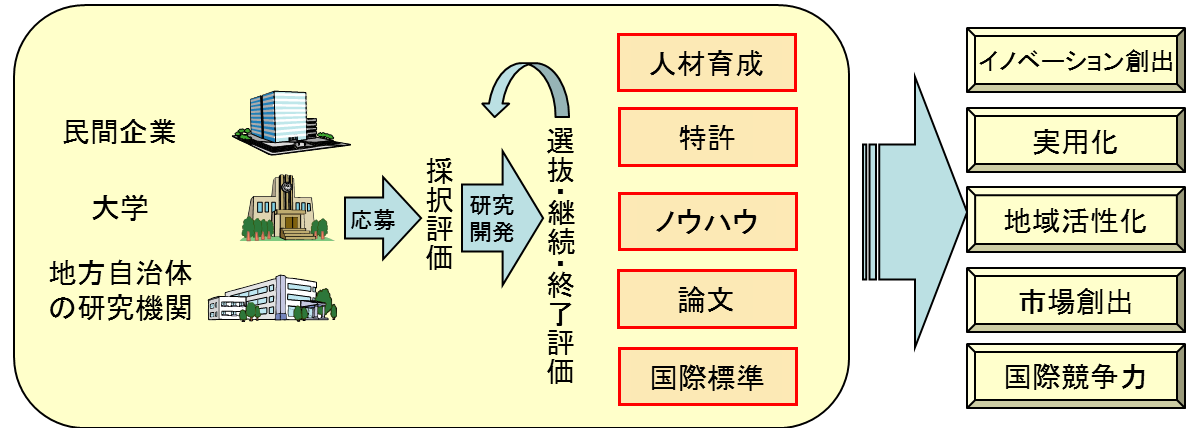 民間企業
大学
地方自治体
の研究機関
応募
採択評価
研究
開発
選抜・継続・終了評価
人材育成
特許
ノウハウ
論文
国際標準
イノベーション創出
実用化
地域活性化
市場創出
国際競争力